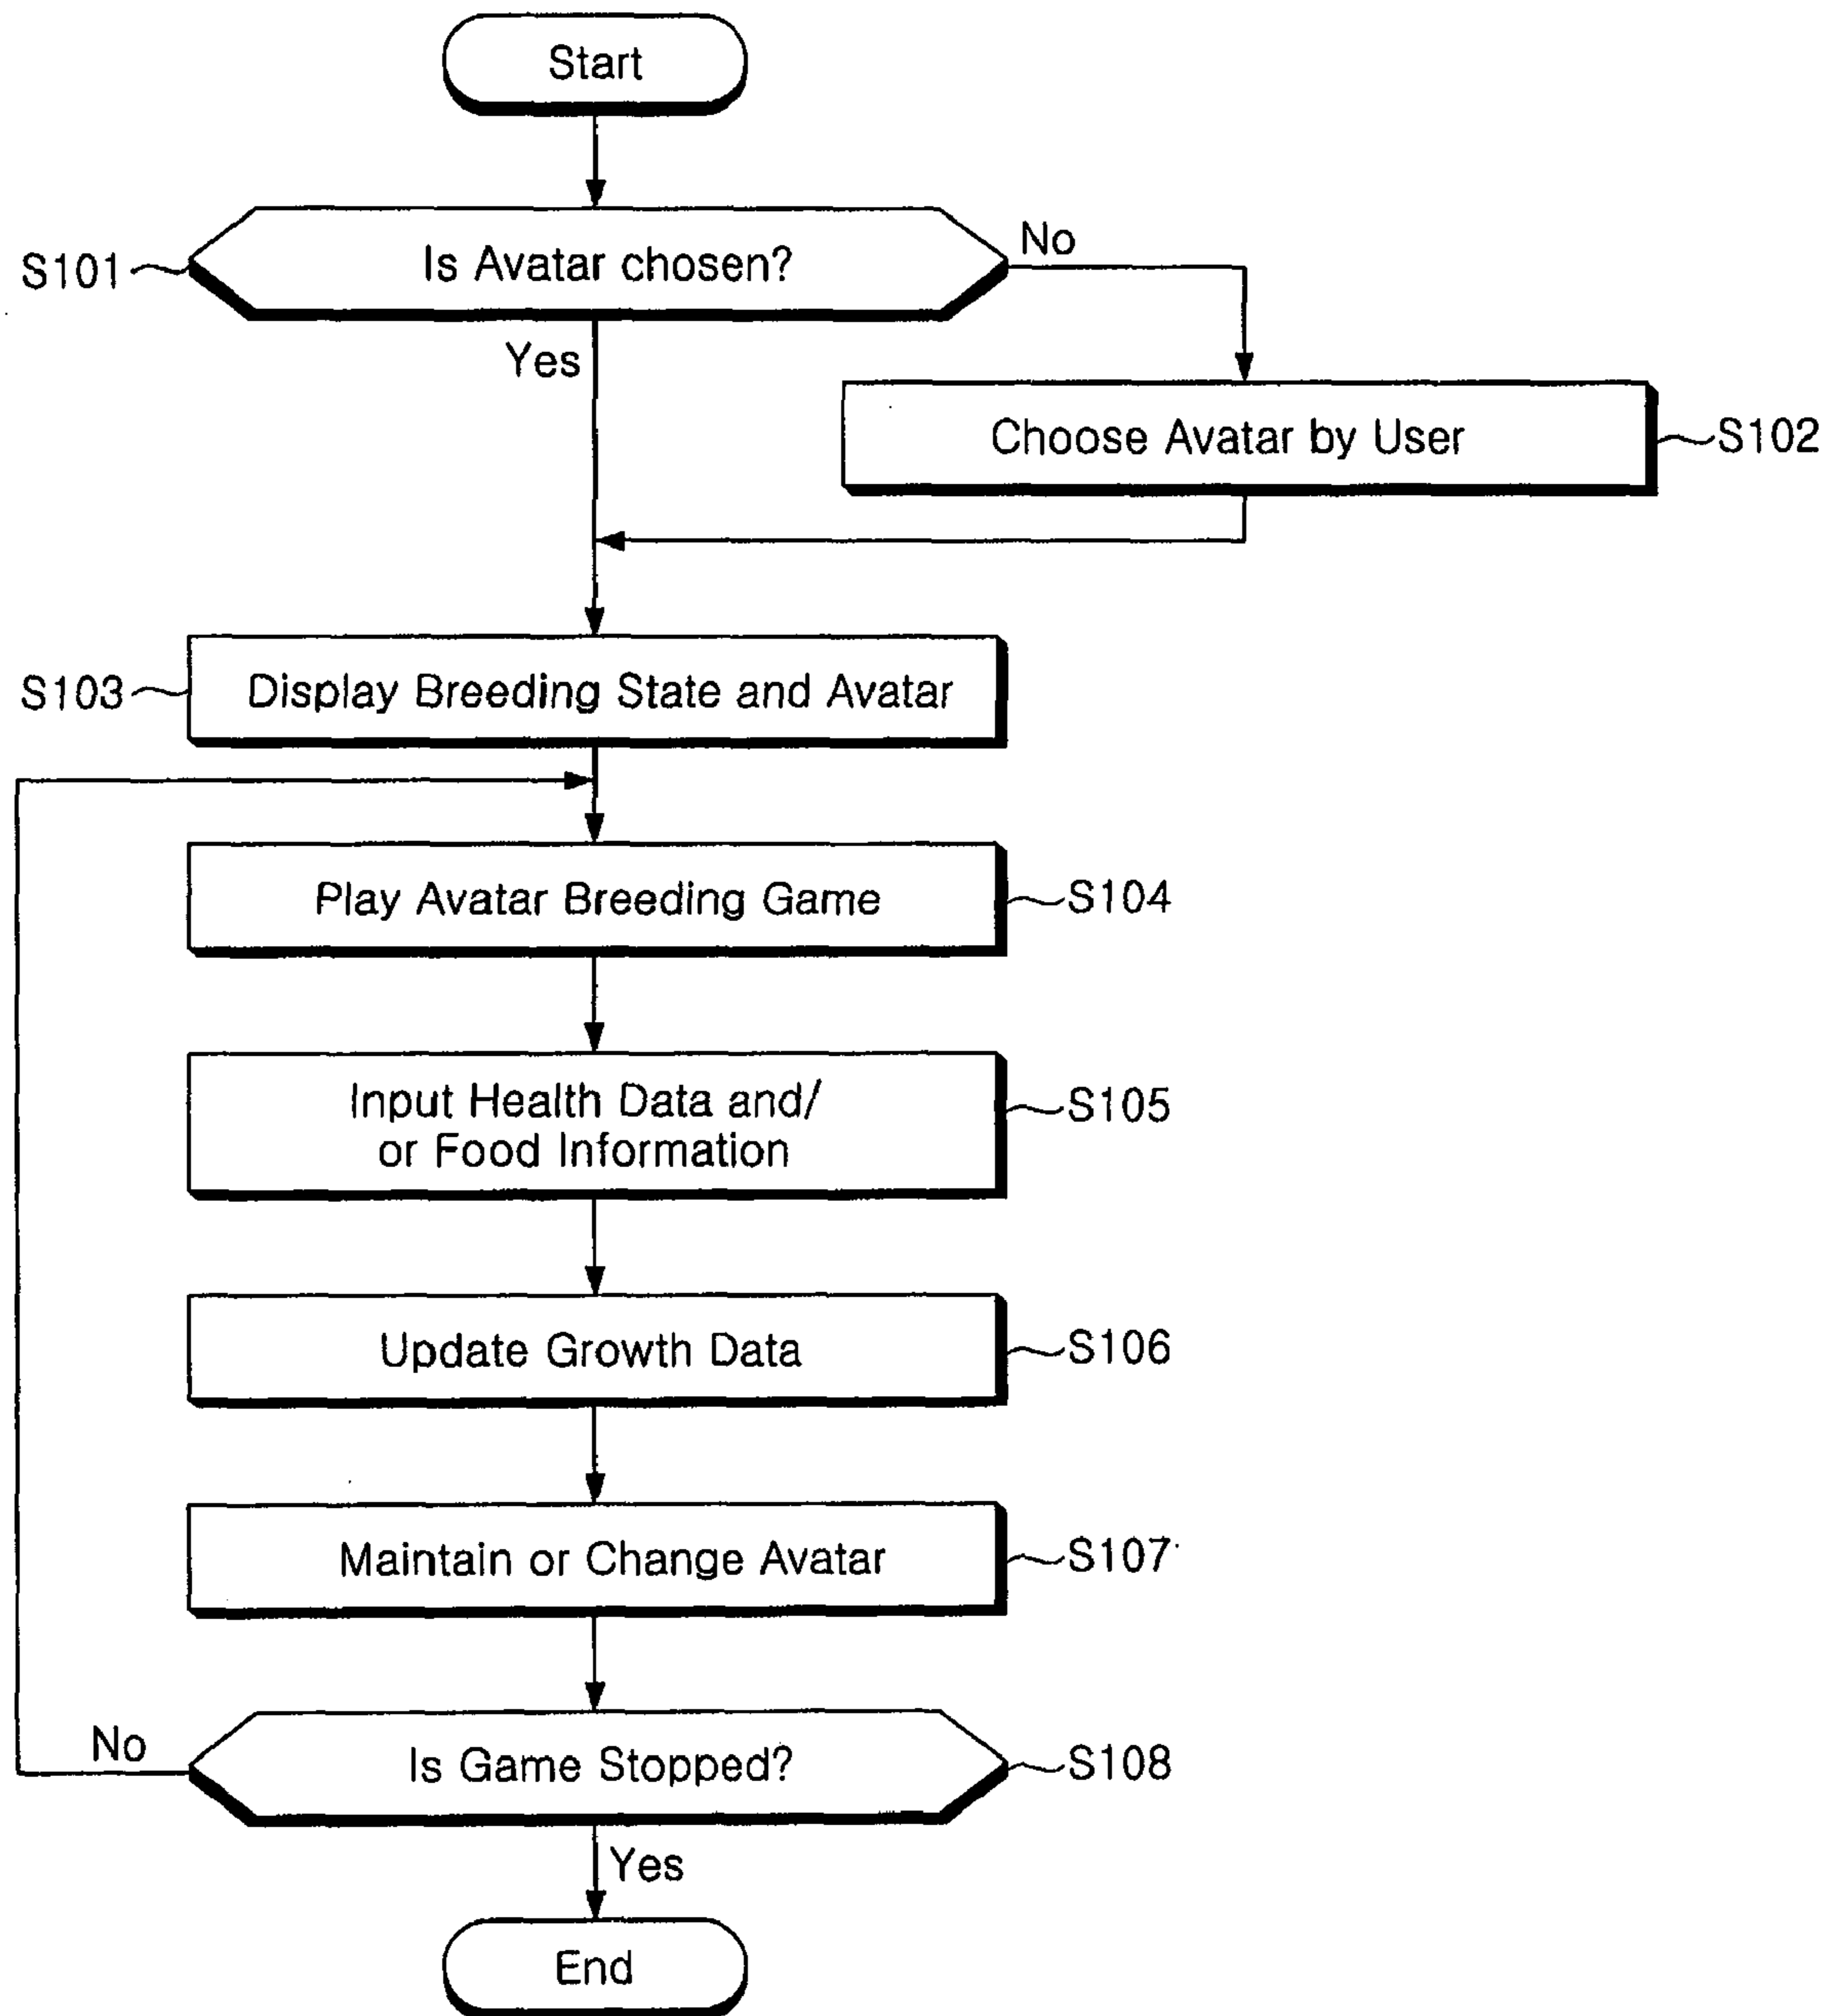 Start
Is Avatar chosen?
S101
No
Yes
Choose Avatar by User
S102
Display Breeding State and Avatar
S103
Play Avatar Breeding Game
S104
Input Health Data and/
or Food Information
S105
Update Growth Data
S106
Maintain or Change Avatar
S107
Is Game Stopped?
S108
No
Yes
End